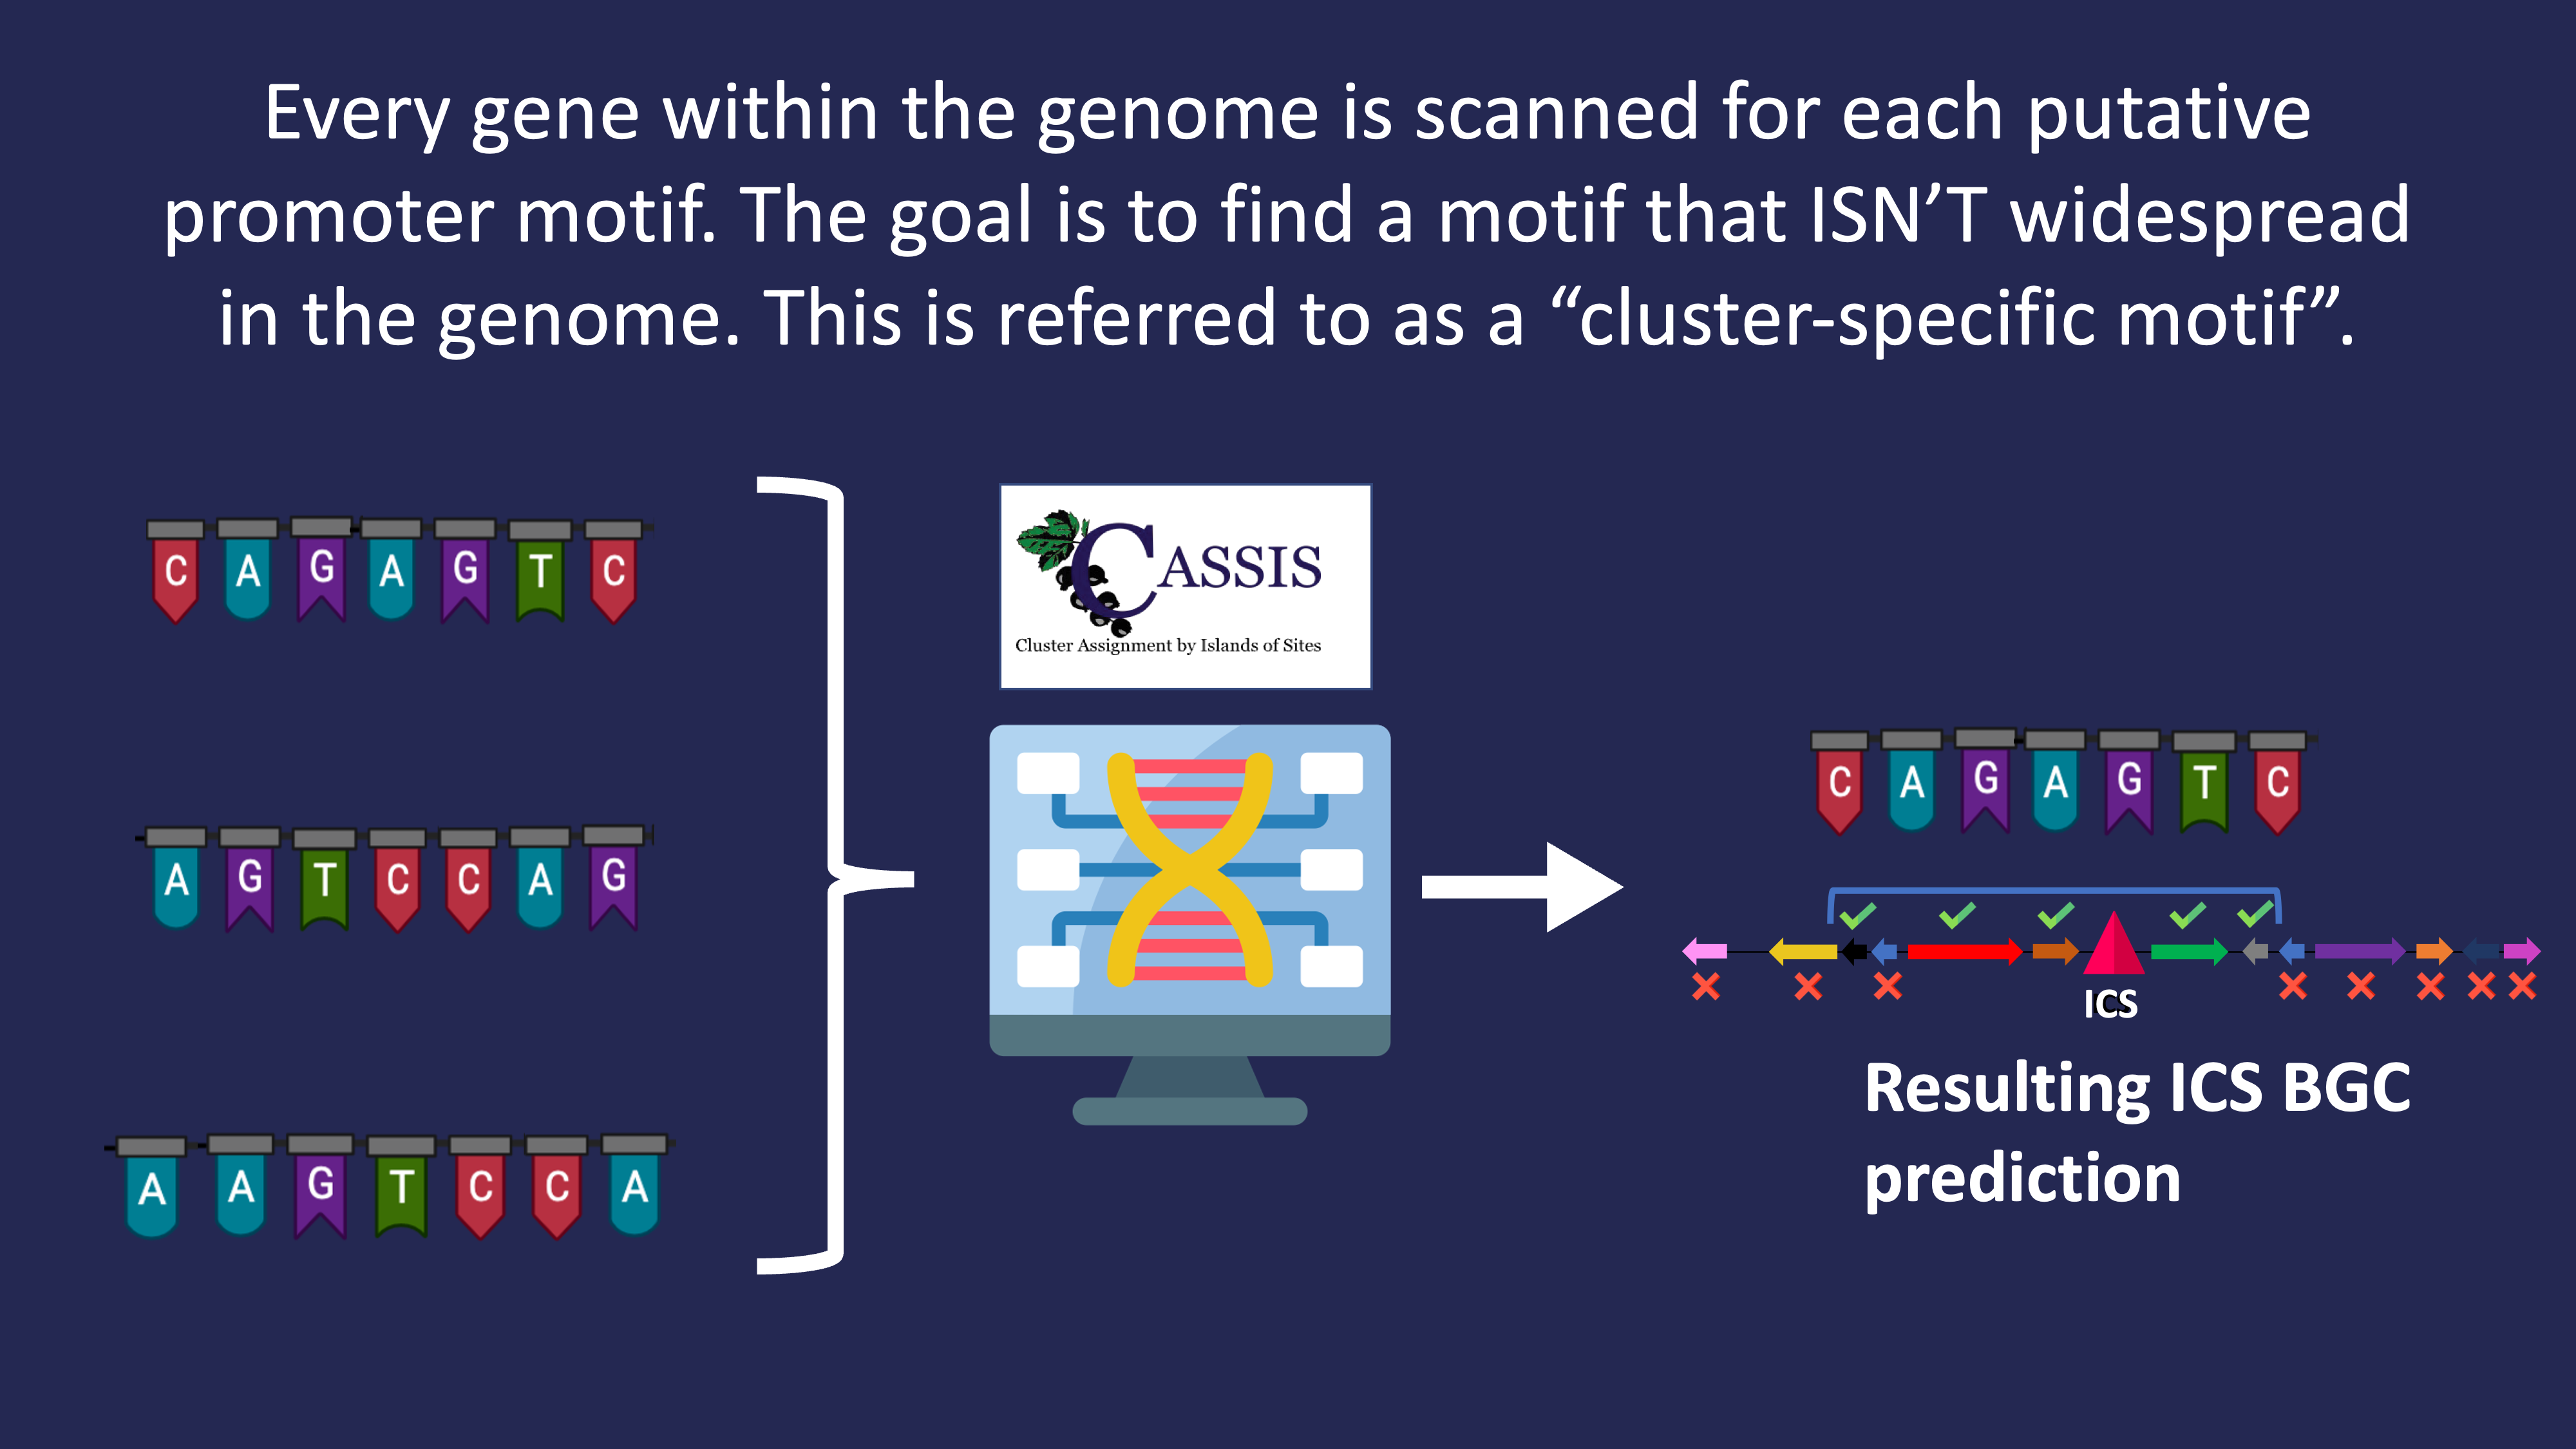 Every gene within the genome is scanned for each putative
promoter motif. The goal is to find a motif that ISN’T widespread
in the genome. This is referred to as a “cluster-specific motif”.
C A G A G T C
A G T C C A G
A A G T C C A
CASSIS
Cluster Assignment by Islands of Sites
C A G A G T C
ICS
Resulting ICS BGC
prediction